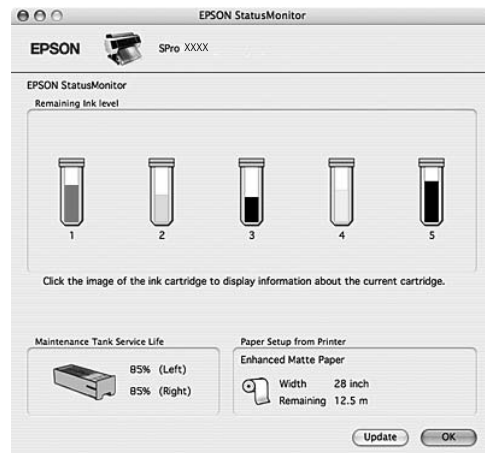 EPSON StatusMonitor
EPSON SPro XXXX
EPSON StatusMonitor
Remaining Ink level
1 2 3 4 5
Click the image of the ink cartridge to display information about the current cartridge.
Maintenance Tank Service Life
85% (Left)
85% (Right)
Paper Setup from Printer
Enhanced Matte Paper
Width 28 inch
Remaining 12.5 m
Update OK